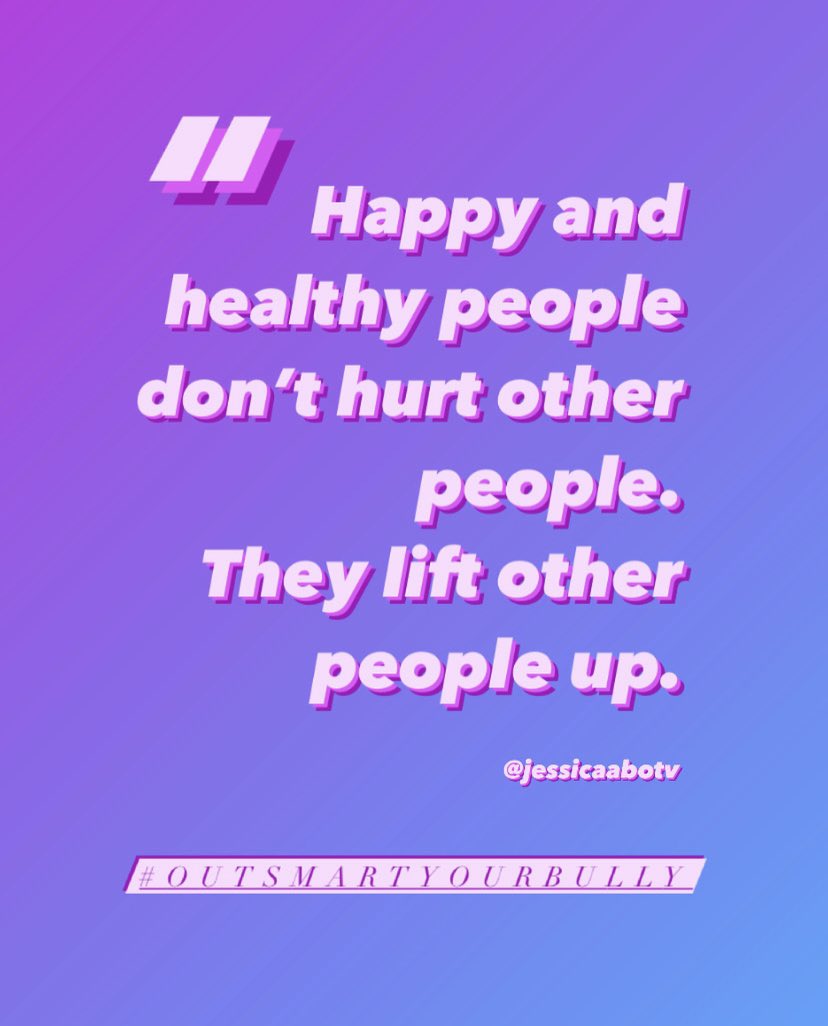 "Happy and
healthy people
don’t hurt other
people.
They lift other
people up.
@jessicaabotv
#OUTSMARTYOURBULLY